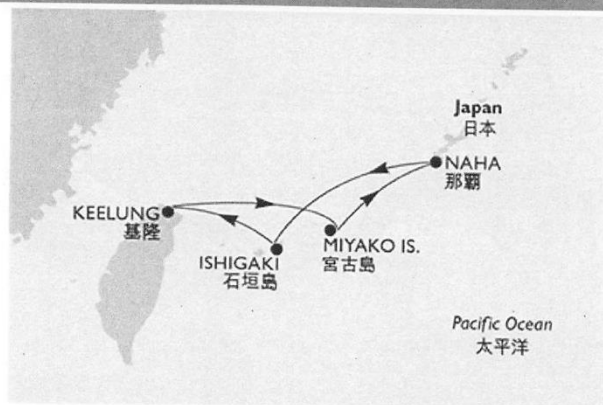 Japan
日本
NAHA
那覇
KEELUNG
基隆
MIYAKO IS.
宮古島
ISHIGAKI
石垣島
Pacific Ocean
太平洋